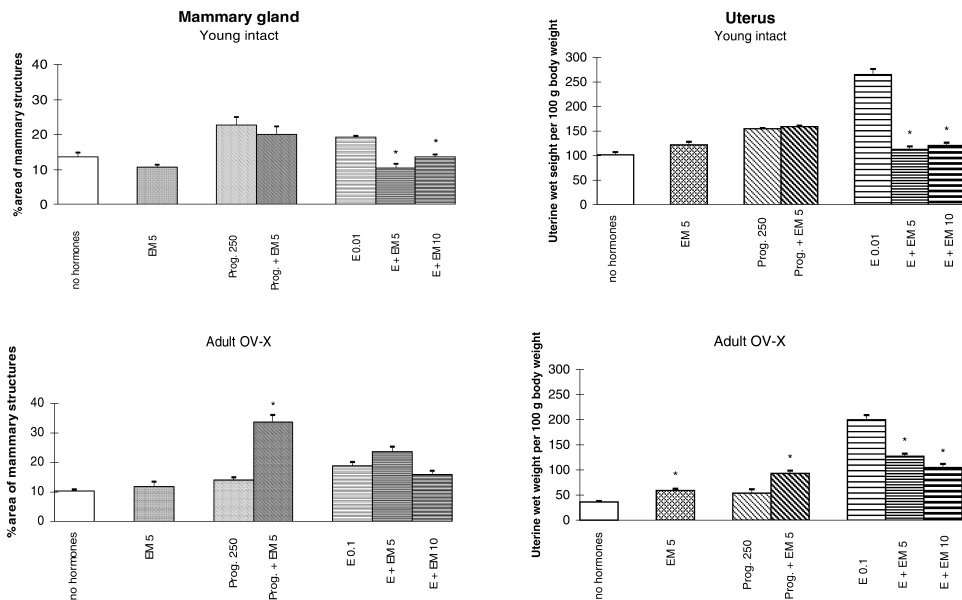 Mammary gland
Young intact
% area of mammary structures
40
30
20
10
0
no hormones
EM 5
Prog. 250
Prog. + EM 5
E 0.01
E + EM 5
E + EM 10
*
*
Uterus
Young intact
Uterine wet seight per 100 g body weight
300
250
200
150
100
50
0
no hormones
EM 5
Prog. 250
Prog. + EM 5
E 0.01
E + EM 5
E + EM 10
*
*
Adult OV-X
% area of mammary structures
40
30
20
10
0
no hormones
EM 5
Prog. 250
Prog. + EM 5
E 0.1
E + EM 5
E + EM 10
*
Adult OV-X
Uterine wet weight per 100 g body weight
300
250
200
150
100
50
0
no hormones
EM 5
Prog. 250
Prog. + EM 5
E 0.1
E + EM 5
E + EM 10
*
*
*
*